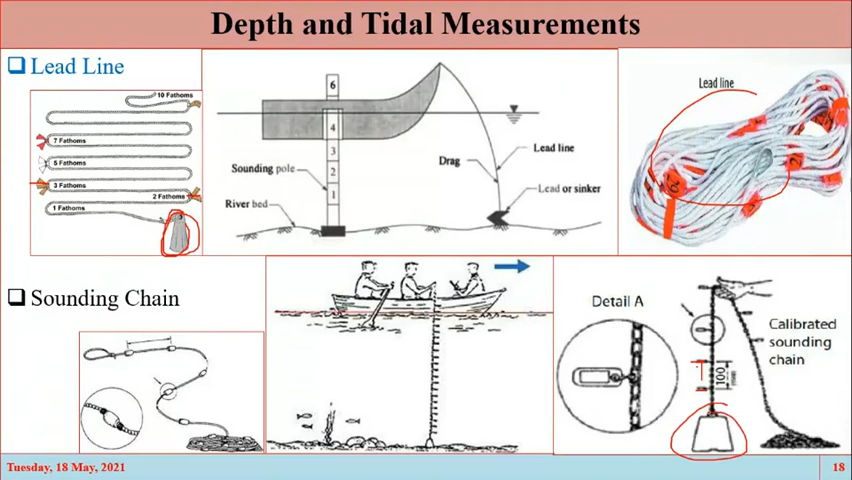 Depth and Tidal Measurements
Lead Line
10 Fathoms
7 Fathoms
5 Fathoms
3 Fathoms
2 Fathoms
1 Fathoms
6
4
3
2
1
Sounding pole
River bed
Drag
Lead line
Lead or sinker
Lead line
20
2
Sounding Chain
Detail A
Calibrated
sounding
chain
100
Tuesday, 18 May, 2021
18